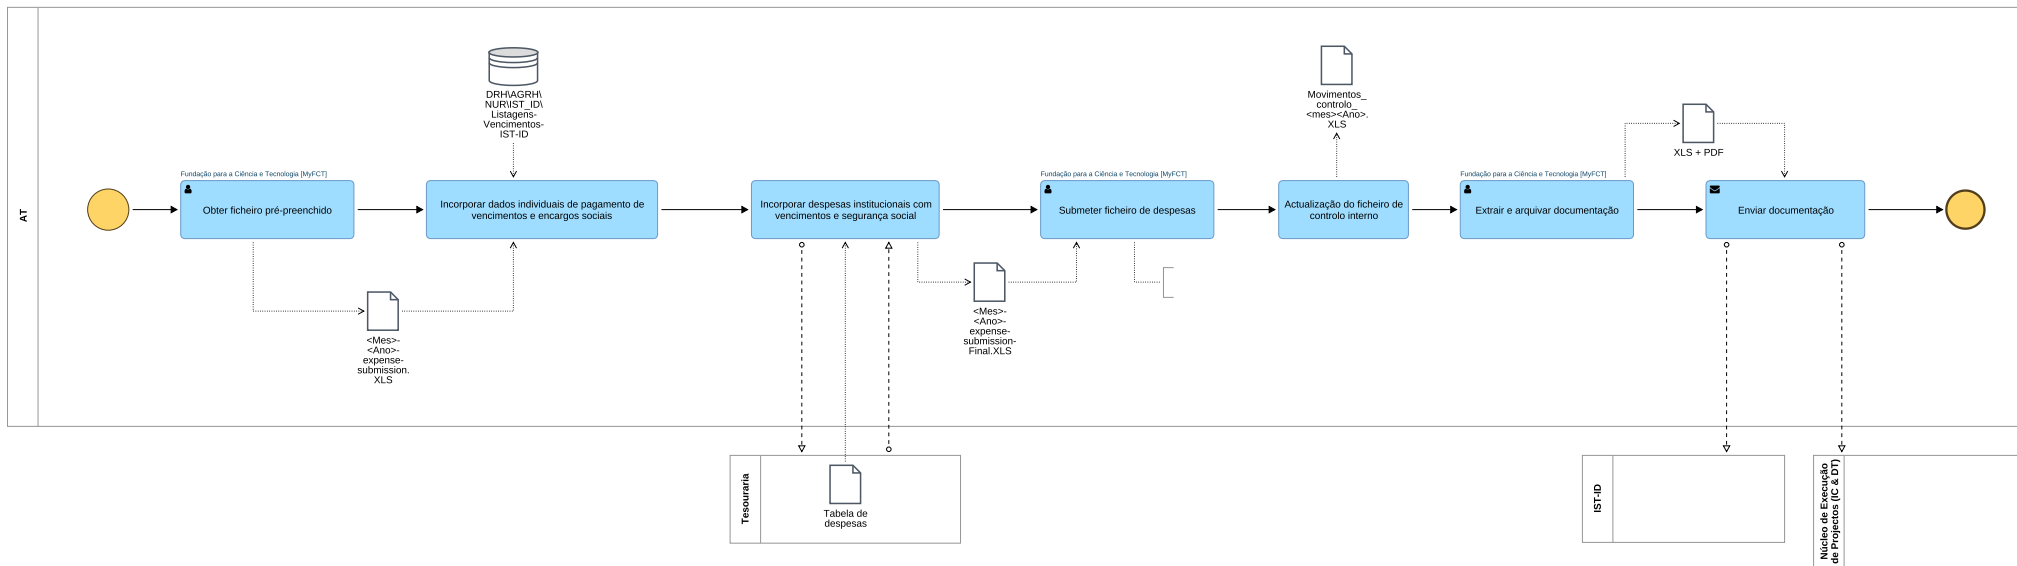 AT
DRH\AGRH\
NUR\IST_ID\
Listagens-
Vencimentos-
IST-ID
Movimentos_
controlo_
<mes><Ano>.
XLS
XLS + PDF
Fundação para a Ciência e Tecnologia [MyFCT]
Obter ficheiro pré-preenchido
Incorporar dados individuais de pagamento de
vencimentos e encargos sociais
Incorporar despesas institucionais com
vencimentos e segurança social
Fundação para a Ciência e Tecnologia [MyFCT]
Submeter ficheiro de despesas
Actualização do ficheiro de
controlo interno
Fundação para a Ciência e Tecnologia [MyFCT]
Extrair e arquivar documentação
Enviar documentação
<Mes>-
<Ano>-
expense-
submission.
XLS
<Mes>-
<Ano>-
expense-
submission-
Final.XLS
Tesouraria
Tabela de
despesas
IST-ID
Núcleo de Execução
de Projectos (IC & DT)